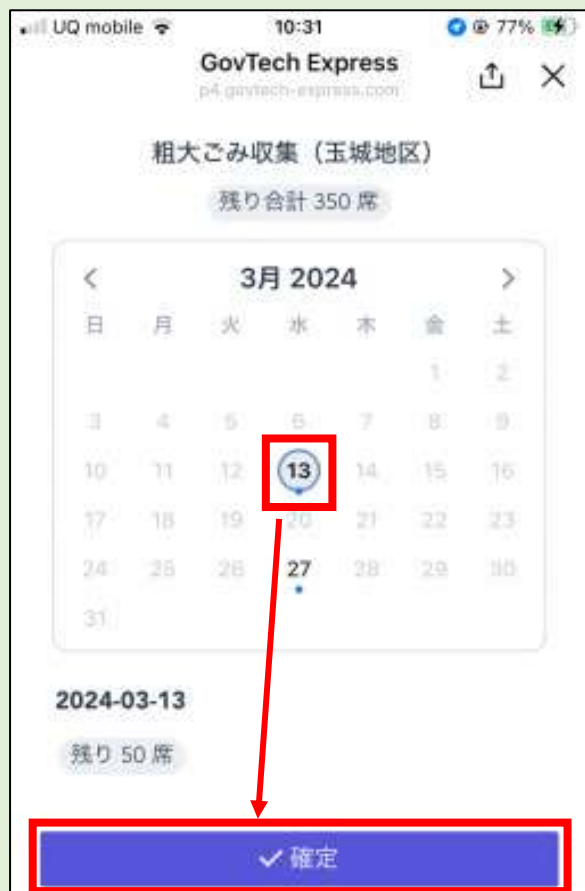 UQ mobile 10:31 77%
GovTech Express
p4.govtech-express.com
粗大ごみ収集（玉城地区）
残り合計 350 席
< 3月 2024 >
日 月 火 水 木 金 土
1 2
3 4 5 6 7 8 9
10 11 12 13 14 15 16
17 18 19 20 21 22 23
24 25 26 27 28 29 30
31
2024-03-13
残り 50 席
確定